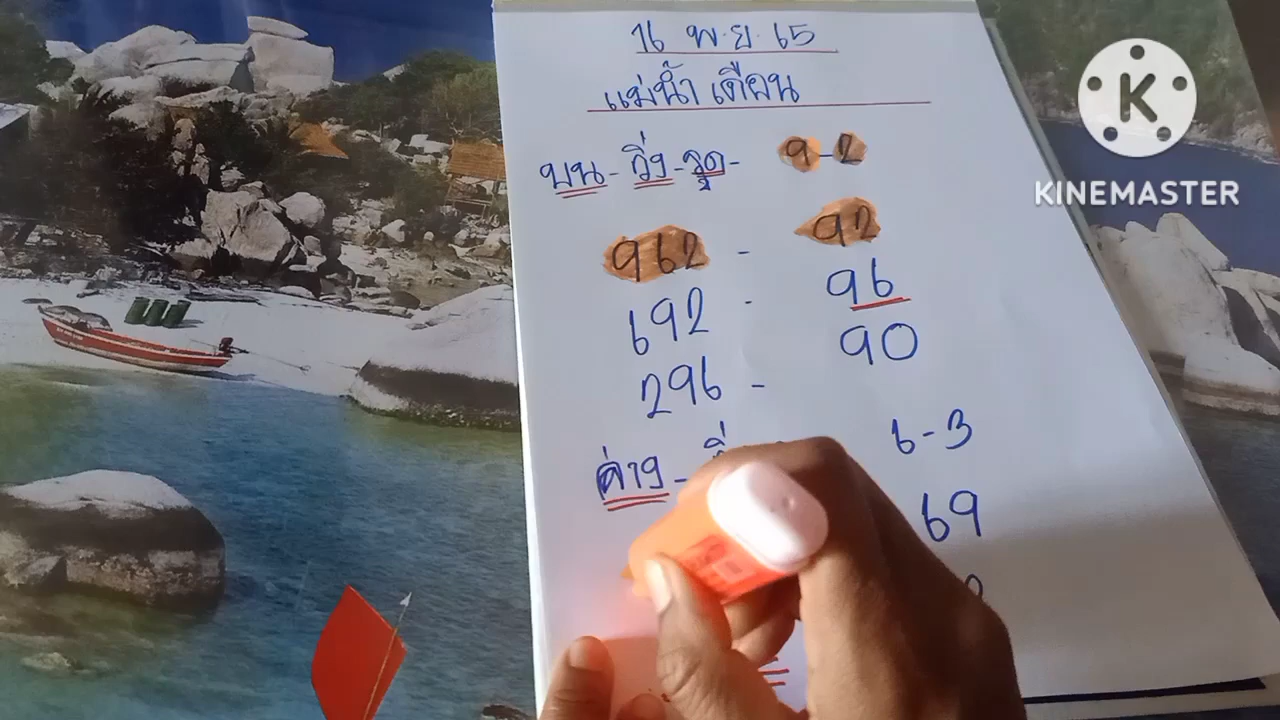 16 พ.ย. 65
แม่น้ำ เดือน
บน - วิ่ง - รูด - 9-2
962 - 92
692 - 96
296 - 90
ล่าง - 6-3
69
K
KINEMASTER